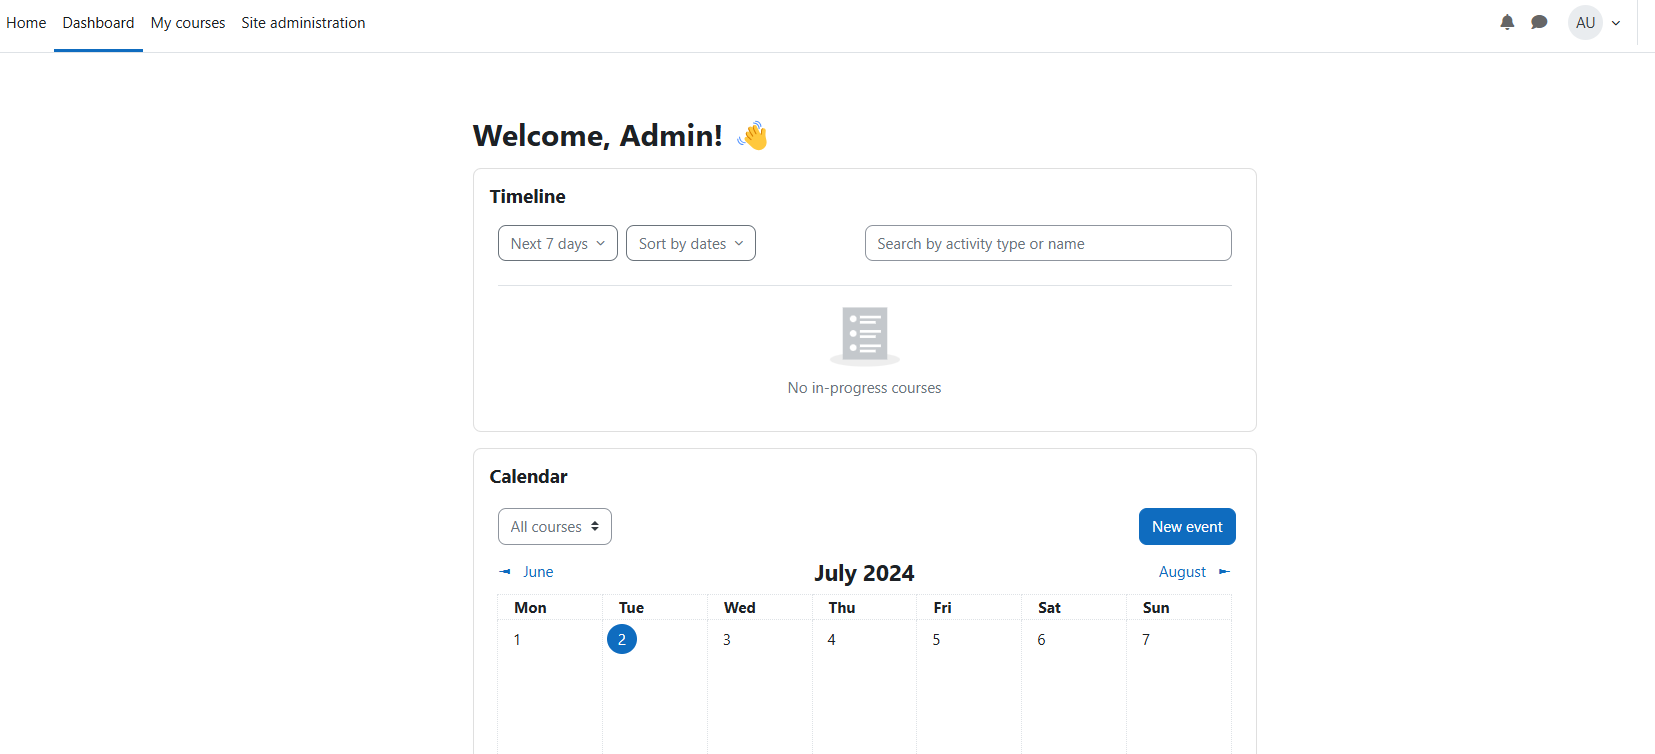 Home Dashboard My courses Site administration AU
Welcome, Admin! 👋
Timeline
Next 7 days Sort by dates Search by activity type or name
No in-progress courses
Calendar
All courses New event
June July 2024 August
Mon Tue Wed Thu Fri Sat Sun
1 2 3 4 5 6 7